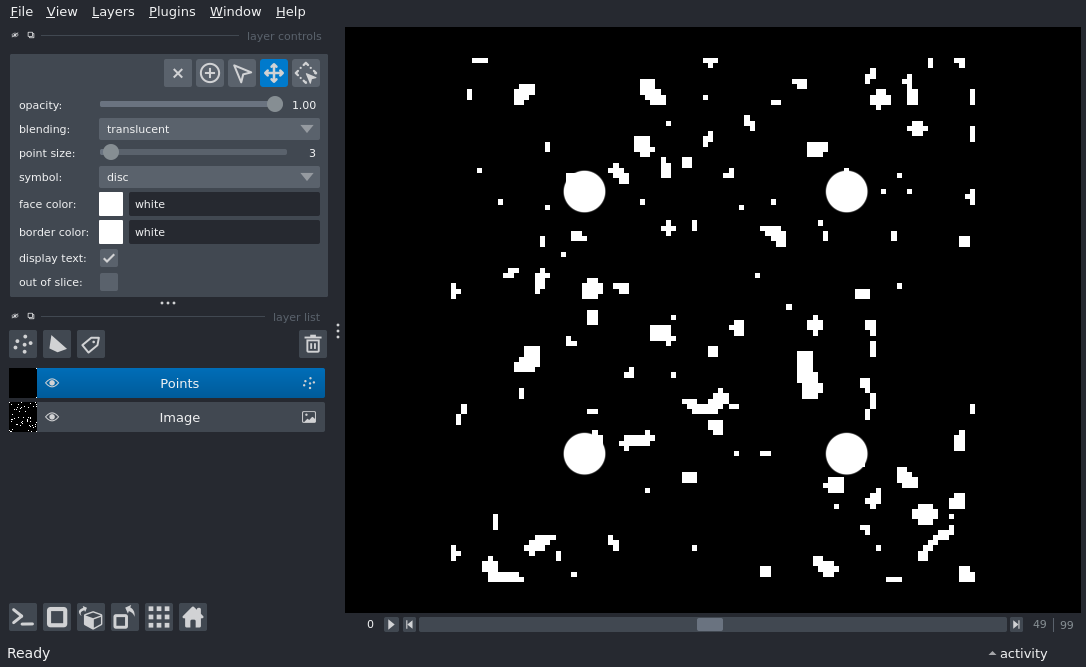 File View Layers Plugins Window Help
layer controls
opacity: 1.00
blending: translucent
point size: 3
symbol: disc
face color: white
border color: white
display text:
out of slice:
layer list
Points
Image
0 49 | 99
Ready activity